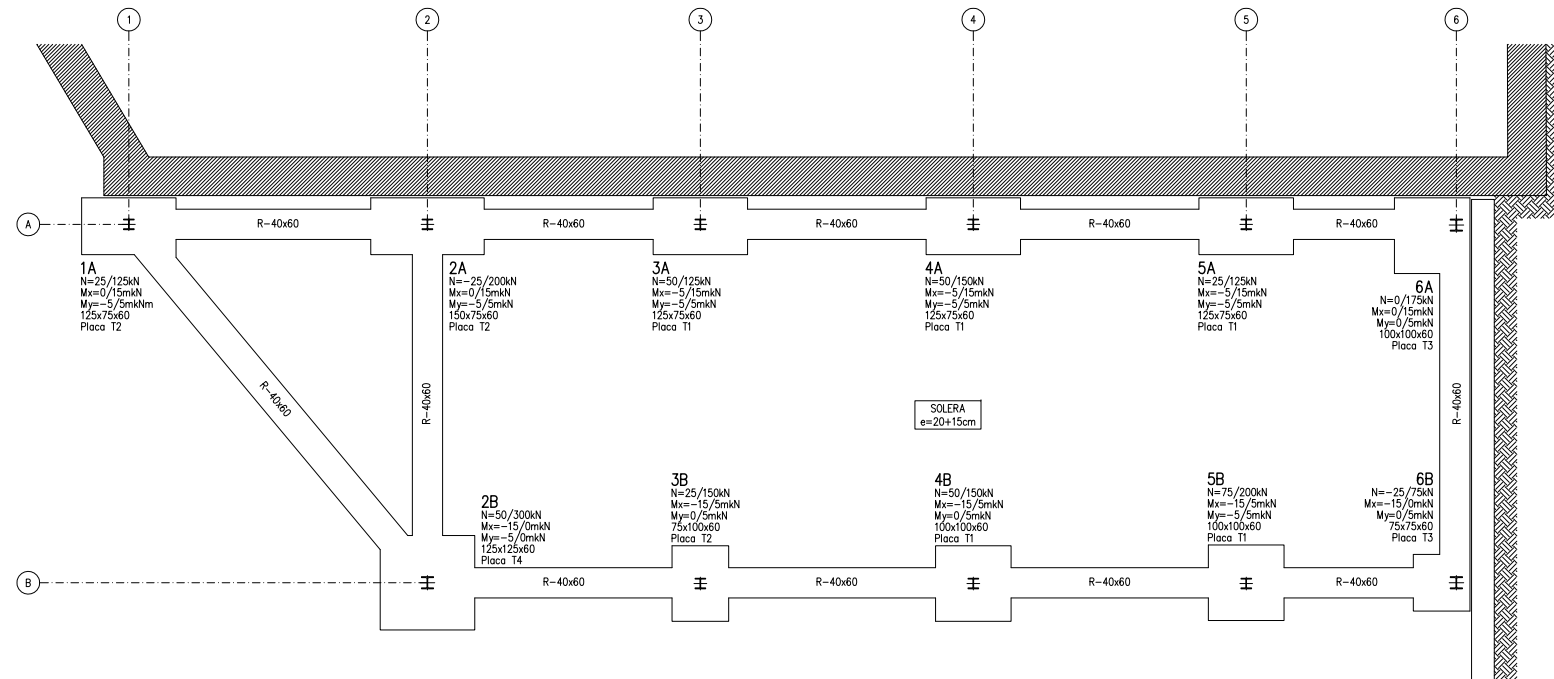 1
2
3
4
5
6
A
R-40x60
R-40x60
R-40x60
R-40x60
R-40x60
1A
N=25/125kN
Mx=0/15mkN
My=-5/5mkNm
125x75x60
Placa T2
2A
N=-25/200kN
Mx=0/15mKN
My=-5/5mkN
150x75x60
Placa T2
3A
N=50/125kN
Mx=-5/15mkN
My=-5/5mkN
125x75x60
Placa T1
4A
N=50/150kN
Mx=-5/15mkN
My=-5/5mkN
125x75x60
Placa T1
5A
N=25/125kN
Mx=-5/15mkN
My=-5/5mkN
125x75x60
Placa T1
6A
N=0/175kN
Mx=0/15mkN
My=0/5mkN
100x100x60
Placa T3
R-40x60
R-40x60
R-40x60
SOLERA
e=20+15cm
2B
N=50/300kN
Mx=-15/0mkN
My=-5/0mkN
125x125x60
Placa T4
3B
N=25/150kN
Mx=-15/5mkN
My=0/5mkN
75x100x60
Placa T2
4B
N=50/150kN
Mx=-15/5mkN
My=0/5mkN
100x100x60
Placa T1
5B
N=75/200kN
Mx=-15/5mkN
My=-5/5mkN
100x100x60
Placa T1
6B
N=-25/75kN
Mx=-15/0mkN
My=0/5mkN
75x75x60
Placa T3
B
R-40x60
R-40x60
R-40x60
R-40x60